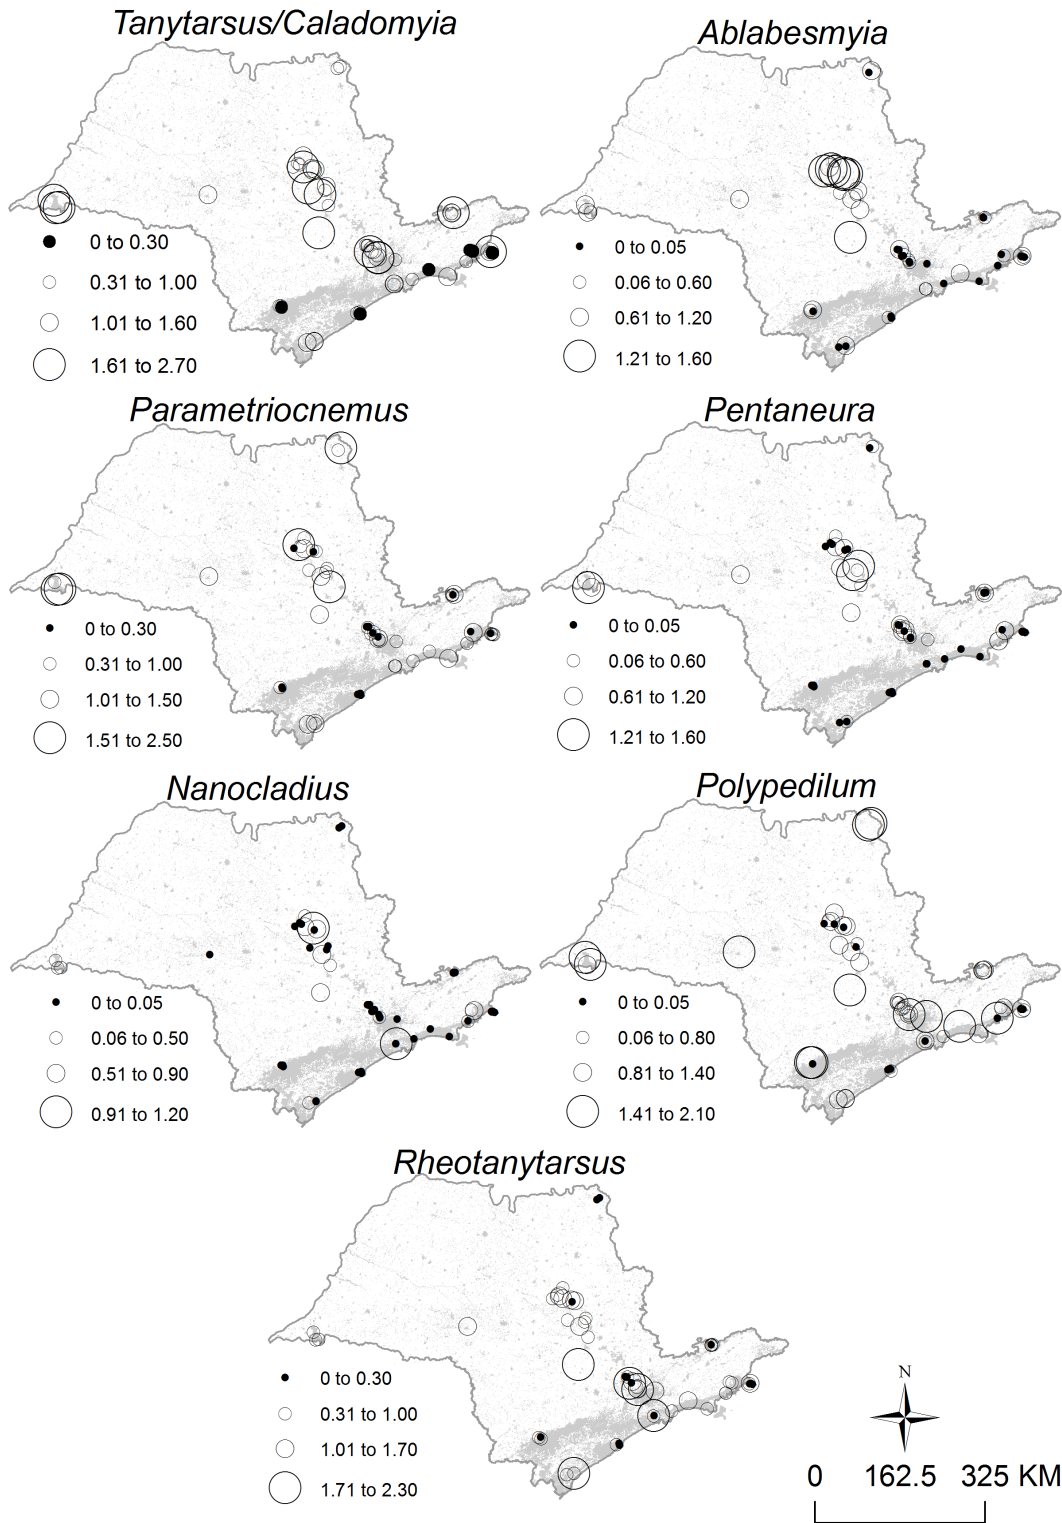 Tanytarsus/Caladomyia
0 to 0.30
0.31 to 1.00
1.01 to 1.60
1.61 to 2.70
Ablabesmyia
0 to 0.05
0.06 to 0.60
0.61 to 1.20
1.21 to 1.60
Parametriocnemus
0 to 0.30
0.31 to 1.00
1.01 to 1.50
1.51 to 2.50
Pentaneura
0 to 0.05
0.06 to 0.60
0.61 to 1.20
1.21 to 1.60
Nanocladius
0 to 0.05
0.06 to 0.50
0.51 to 0.90
0.91 to 1.20
Polypedilum
0 to 0.05
0.06 to 0.80
0.81 to 1.40
1.41 to 2.10
Rheotanytarsus
0 to 0.30
0.31 to 1.00
1.01 to 1.70
1.71 to 2.30
N
0 162.5 325 KM